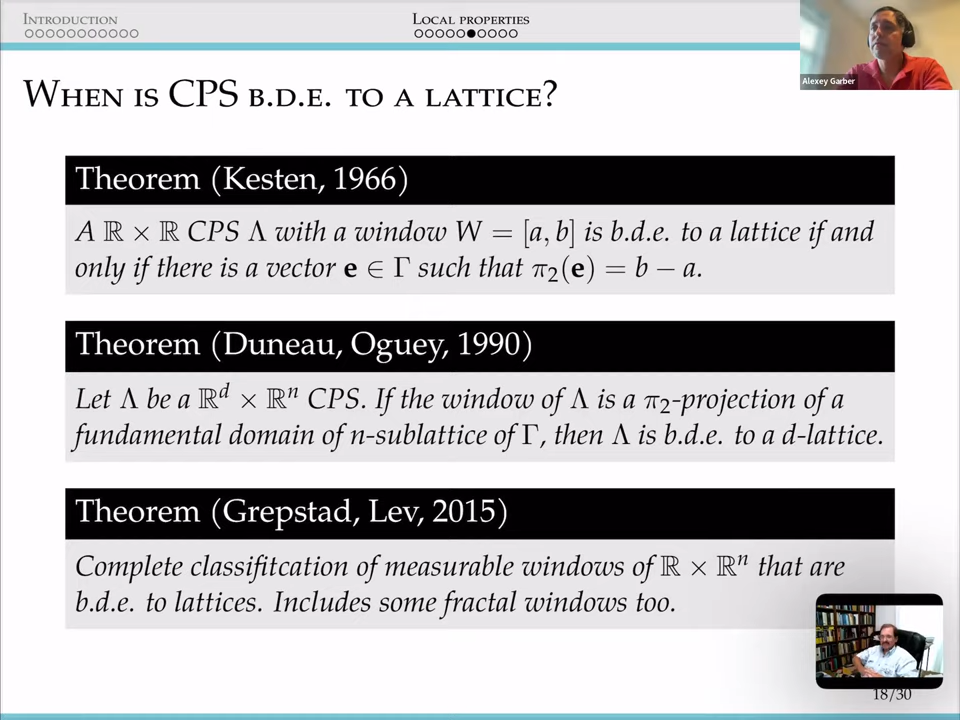 INTRODUCTION
LOCAL PROPERTIES
Alexey Garber
WHEN IS CPS B.D.E. TO A LATTICE?
Theorem (Kesten, 1966)
A ℝ × ℝ CPS Λ with a window W = [a, b] is b.d.e. to a lattice if and
only if there is a vector e ∈ Γ such that π₂(e) = b − a.
Theorem (Duneau, Oguey, 1990)
Let Λ be a ℝᵈ × ℝⁿ CPS. If the window of Λ is a π₂-projection of a
fundamental domain of n-sublattice of Γ, then Λ is b.d.e. to a d-lattice.
Theorem (Grepstad, Lev, 2015)
Complete classifitcation of measurable windows of ℝ × ℝⁿ that are
b.d.e. to lattices. Includes some fractal windows too.
18/30